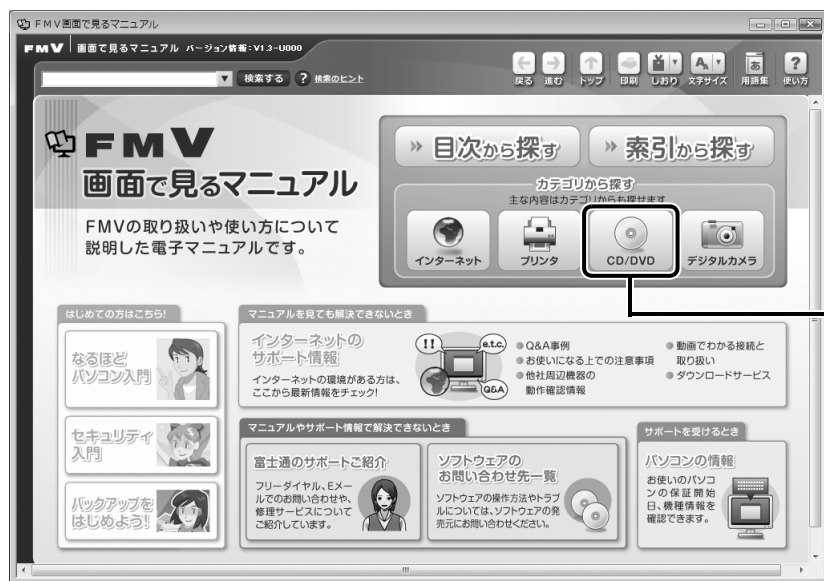 FMV画面で見るマニュアル
FMV 画面で見るマニュアル バージョン情報:V1.3-U000
検索する ? 検索のヒント
戻る 進む トップ 印刷 しおり 文字サイズ 用語集 使い方
FMV
画面で見るマニュアル
FMVの取り扱いや使い方について
説明した電子マニュアルです。
» 目次から探す
» 索引から探す
カテゴリから探す
主な内容はカテゴリからも探せます
インターネット
プリンタ
CD/DVD
デジタルカメラ
はじめての方はこちら!
なるほど
パソコン入門
セキュリティ
入門
バックアップを
はじめよう!
マニュアルを見ても解決できないとき
インターネットの
サポート情報
インターネットの環境がある方は、
ここから最新情報をチェック!
!!
e.t.c.
Q&A
Q&A事例
お使いになる上での注意事項
他社周辺機器の
動作確認情報
動画でわかる接続と
取り扱い
ダウンロードサービス
マニュアルやサポート情報で解決できないとき
富士通のサポートご紹介
フリーダイヤル、Eメー
ルでのお問い合わせや、
修理サービスについて
ご紹介しています。
ソフトウェアの
お問い合わせ先一覧
ソフトウェアの操作方法やトラブ
ルについては、ソフトウェアの発
売元にお問い合わせください。
サポートを受けるとき
パソコンの情報
お使いのパソコ
ンの保証開始
日、機種情報を
確認できます。